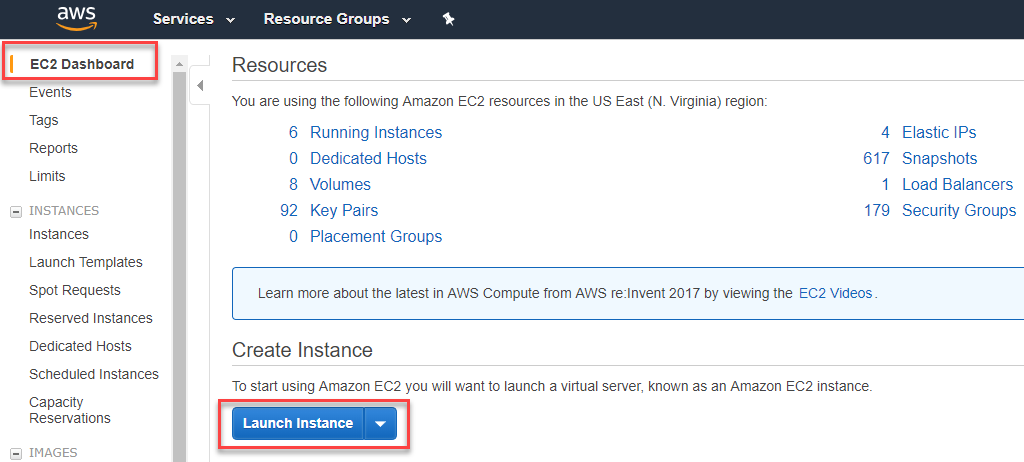 aws Services Resource Groups
EC2 Dashboard
Events
Tags
Reports
Limits
INSTANCES
Instances
Launch Templates
Spot Requests
Reserved Instances
Dedicated Hosts
Scheduled Instances
Capacity
Reservations
IMAGES
Resources
You are using the following Amazon EC2 resources in the US East (N. Virginia) region:
6 Running Instances 4 Elastic IPs
0 Dedicated Hosts 617 Snapshots
8 Volumes 1 Load Balancers
92 Key Pairs 179 Security Groups
0 Placement Groups
Learn more about the latest in AWS Compute from AWS re:Invent 2017 by viewing the EC2 Videos.
Create Instance
To start using Amazon EC2 you will want to launch a virtual server, known as an Amazon EC2 instance.
Launch Instance